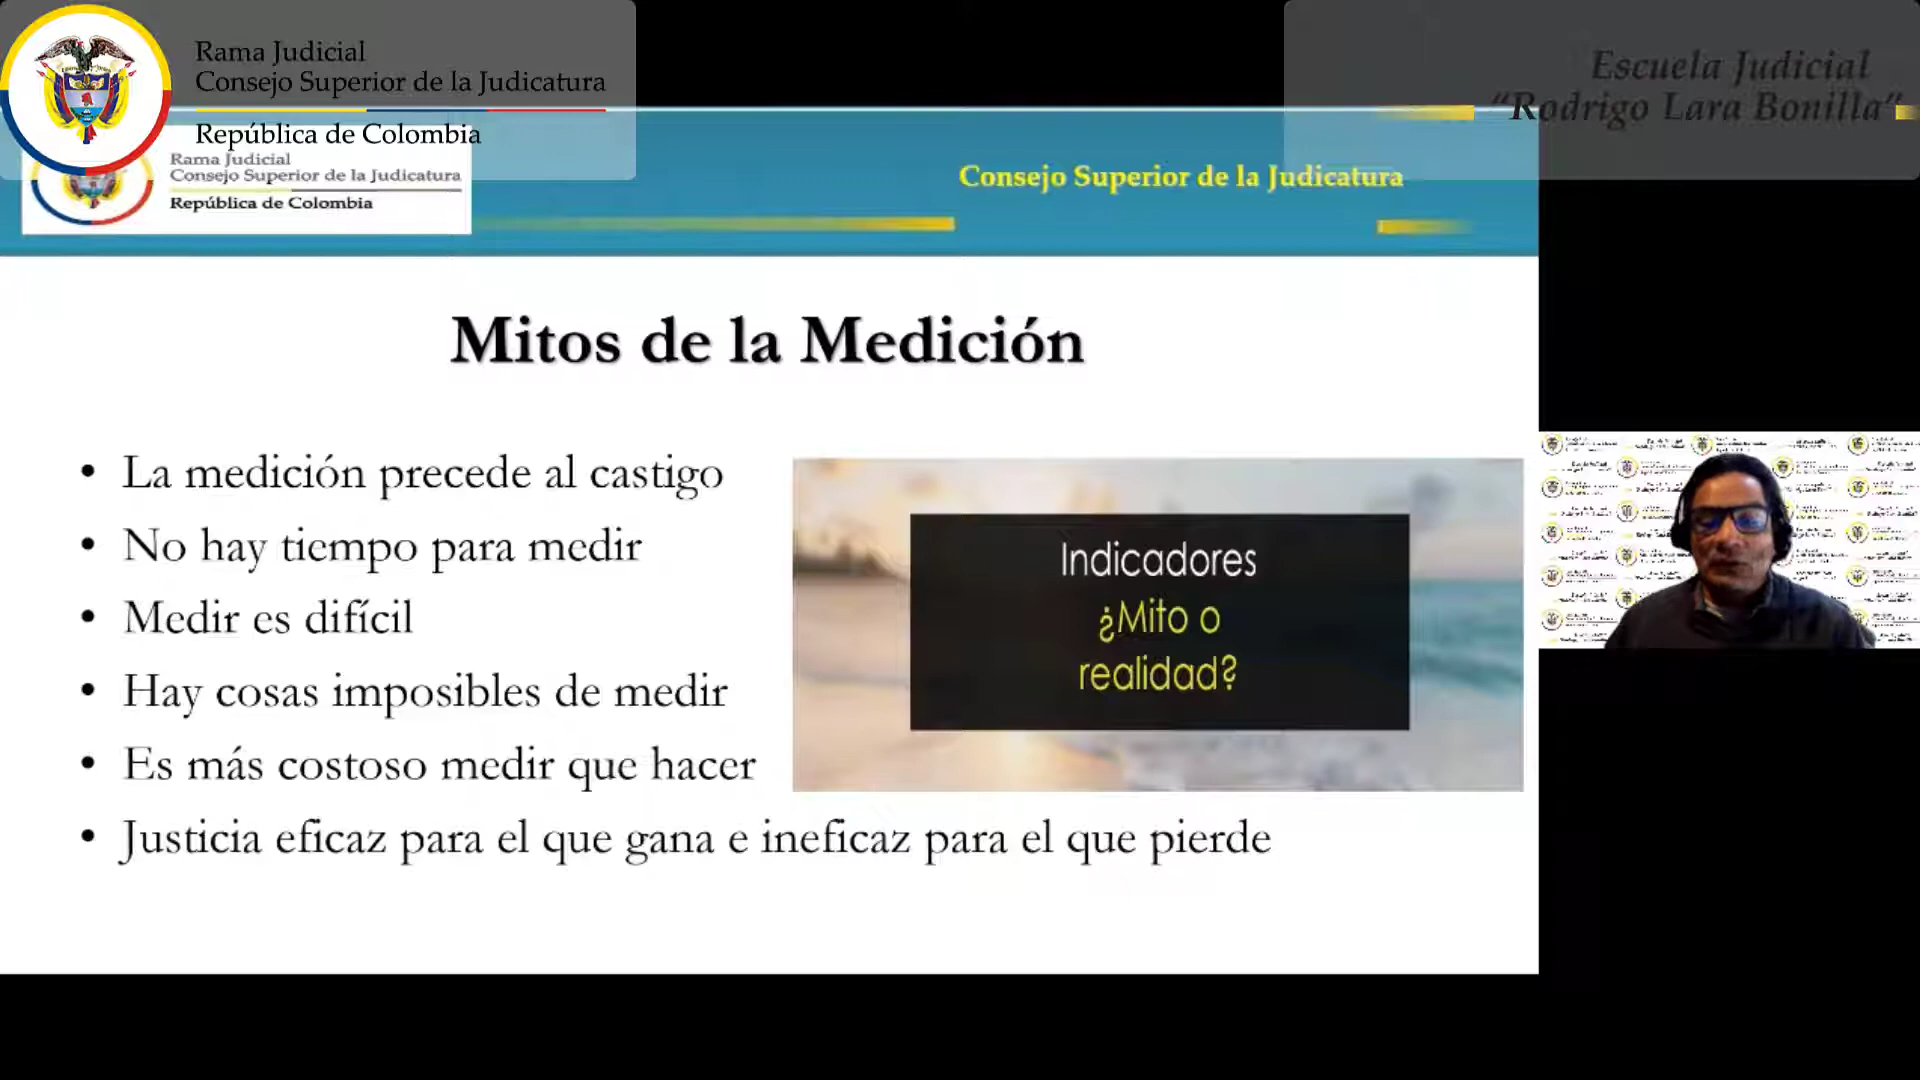 Rama Judicial
Consejo Superior de la Judicatura
República de Colombia
Escuela Judicial
“Rodrigo Lara Bonilla”
Rama Judicial
Consejo Superior de la Judicatura
República de Colombia
Consejo Superior de la Judicatura
Mitos de la Medición
• La medición precede al castigo
• No hay tiempo para medir
• Medir es difícil
• Hay cosas imposibles de medir
• Es más costoso medir que hacer
• Justicia eficaz para el que gana e ineficaz para el que pierde
Indicadores
¿Mito o
realidad?